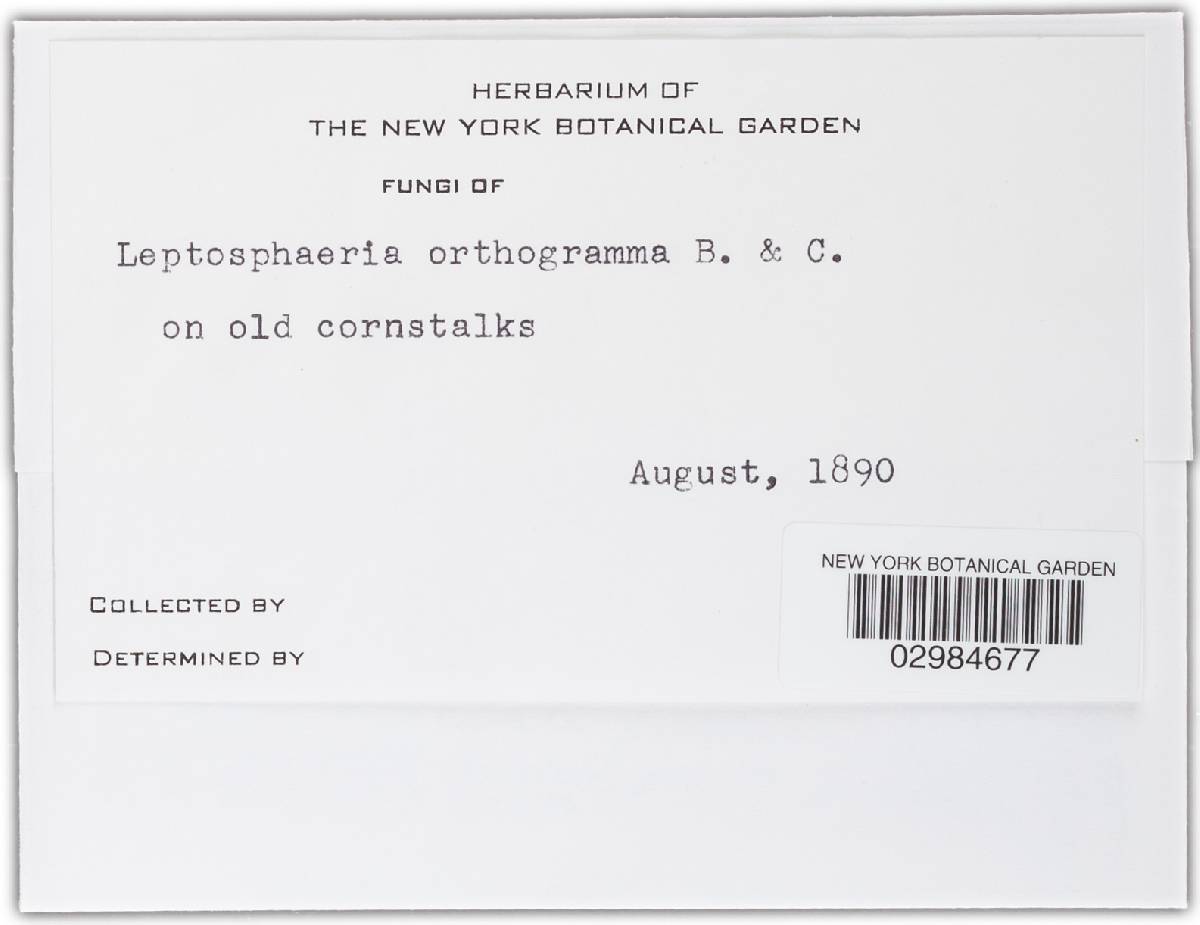 HERBARIUM OF
THE NEW YORK BOTANICAL GARDEN
FUNGI OF
Leptosphaeria orthogramma B. & C.
on old cornstalks
August, 1890
NEW YORK BOTANICAL GARDEN
02984677
COLLECTED BY
DETERMINED BY